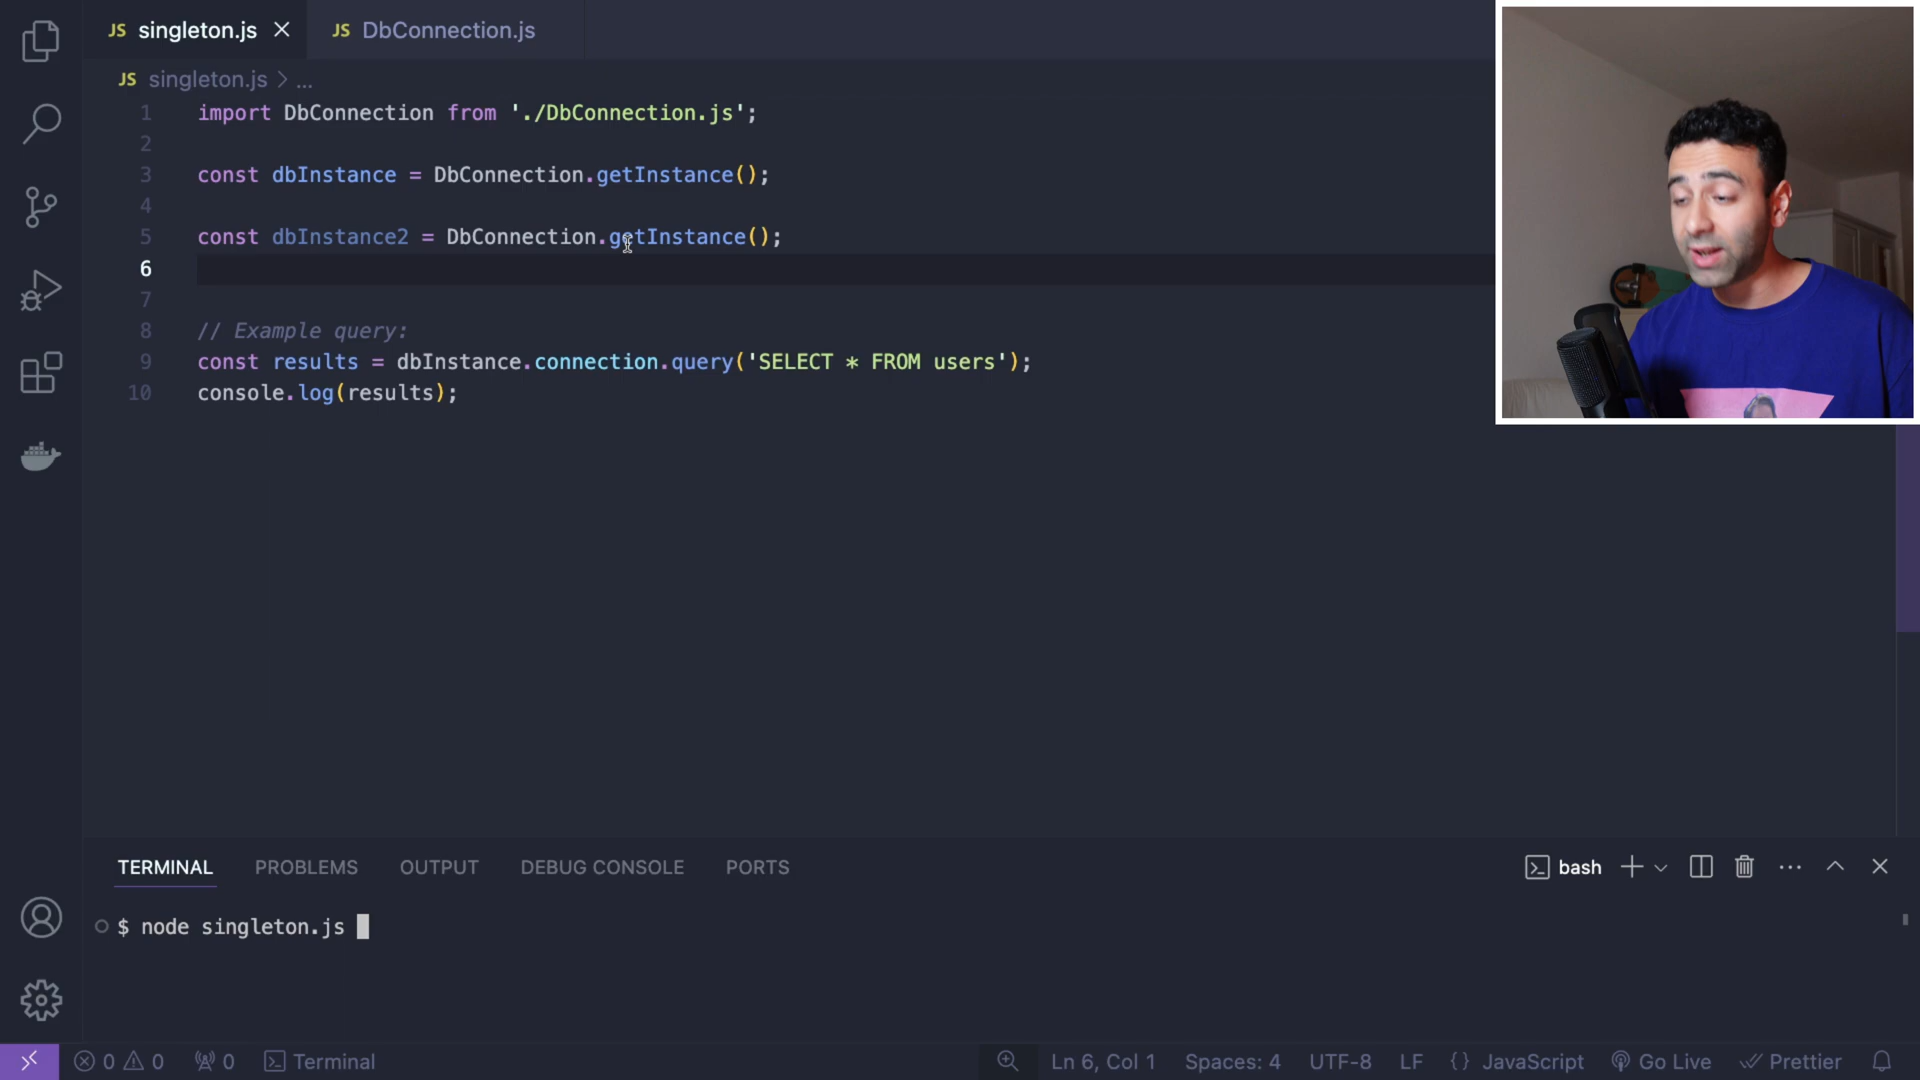 JS singleton.js
JS DbConnection.js
JS singleton.js > ...
1 import DbConnection from './DbConnection.js';
2
3 const dbInstance = DbConnection.getInstance();
4
5 const dbInstance2 = DbConnection.getInstance();
6
7
8 // Example query:
9 const results = dbInstance.connection.query('SELECT * FROM users');
10 console.log(results);
TERMINAL PROBLEMS OUTPUT DEBUG CONSOLE PORTS
bash
$ node singleton.js
0 0 0 Terminal
Ln 6, Col 1 Spaces: 4 UTF-8 LF {} JavaScript Go Live Prettier